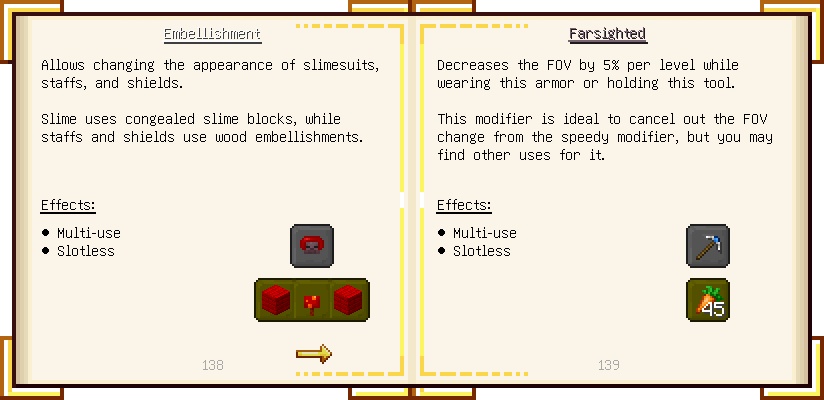 Embellishment
Allows changing the appearance of slimesuits,
staffs, and shields.
Slime uses congealed slime blocks, while
staffs and shields use wood embellishments.
Effects:
● Multi-use
● Slotless
138
Farsighted
Decreases the FOV by 5% per level while
wearing this armor or holding this tool.
This modifier is ideal to cancel out the FOV
change from the speedy modifier, but you may
find other uses for it.
Effects:
● Multi-use
● Slotless
45
139